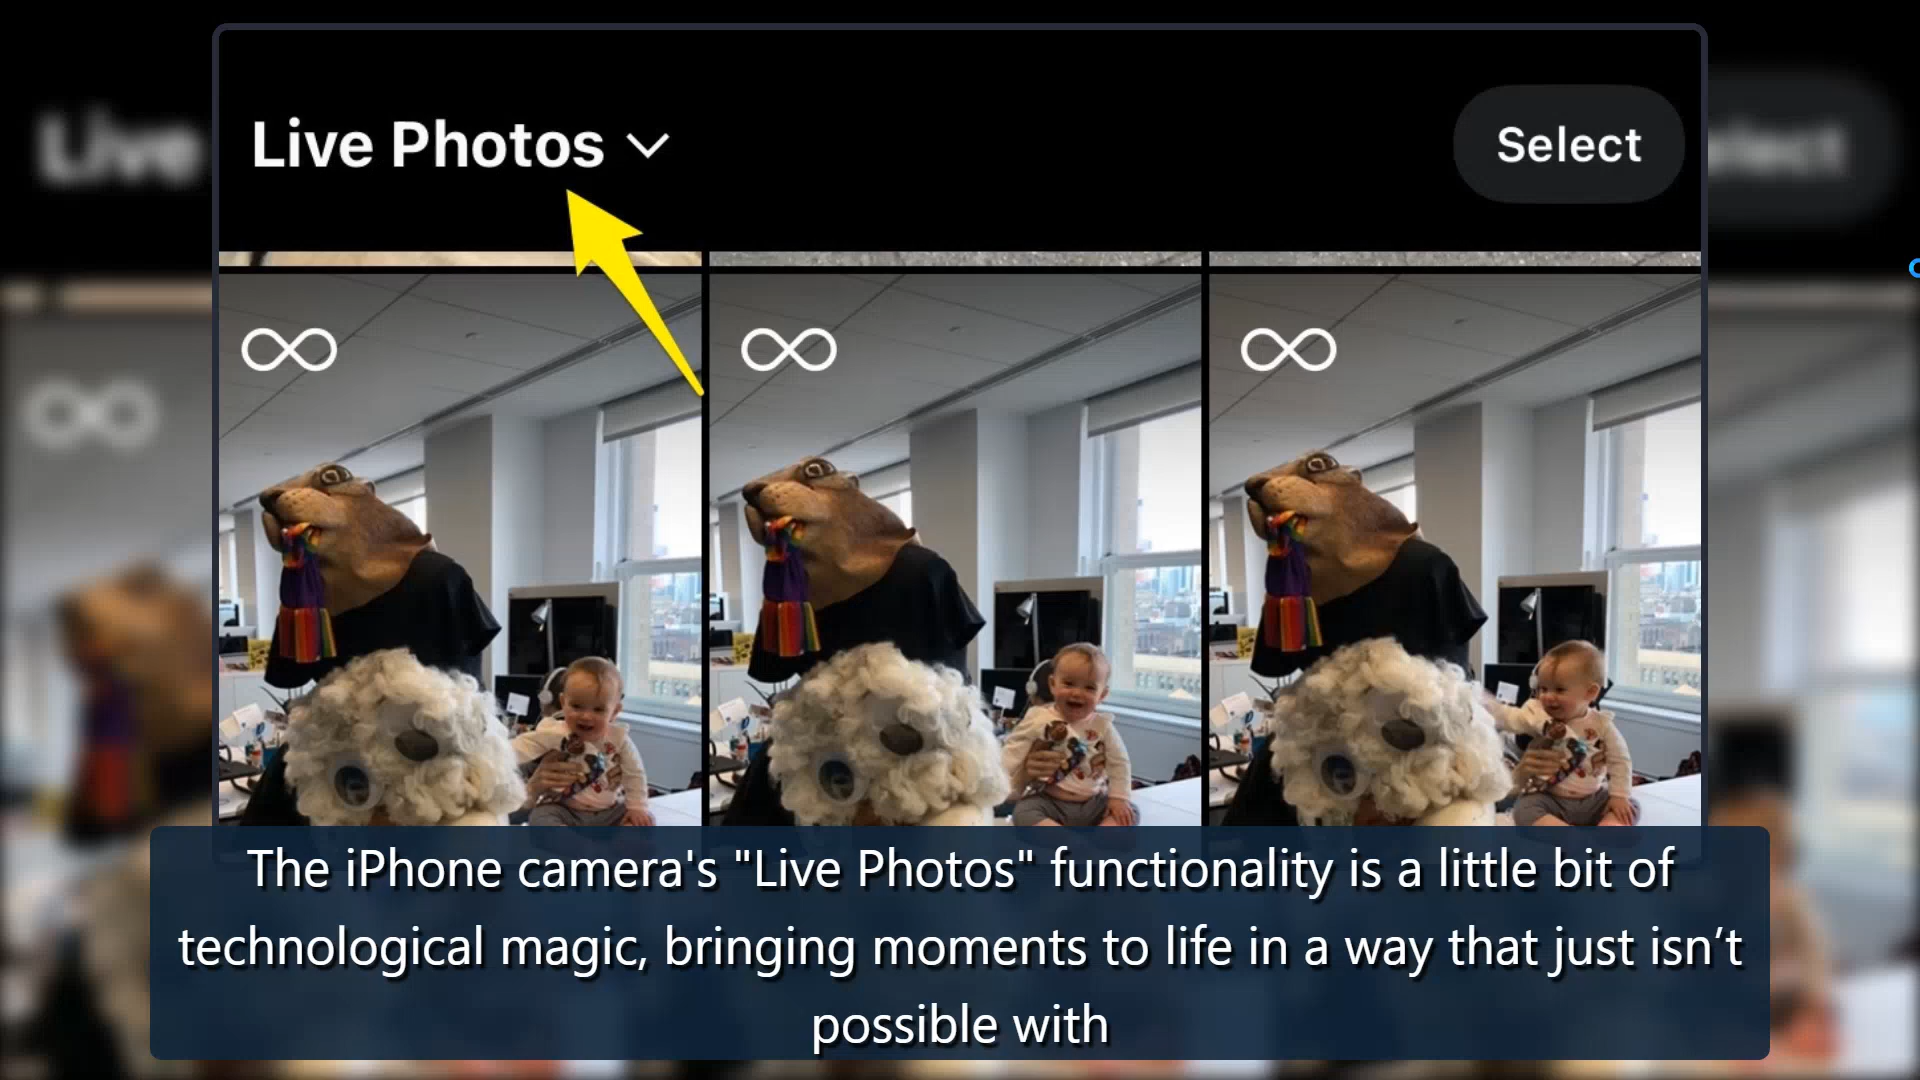 Live Photos
Select
The iPhone camera's "Live Photos" functionality is a little bit of
technological magic, bringing moments to life in a way that just isn’t
possible with